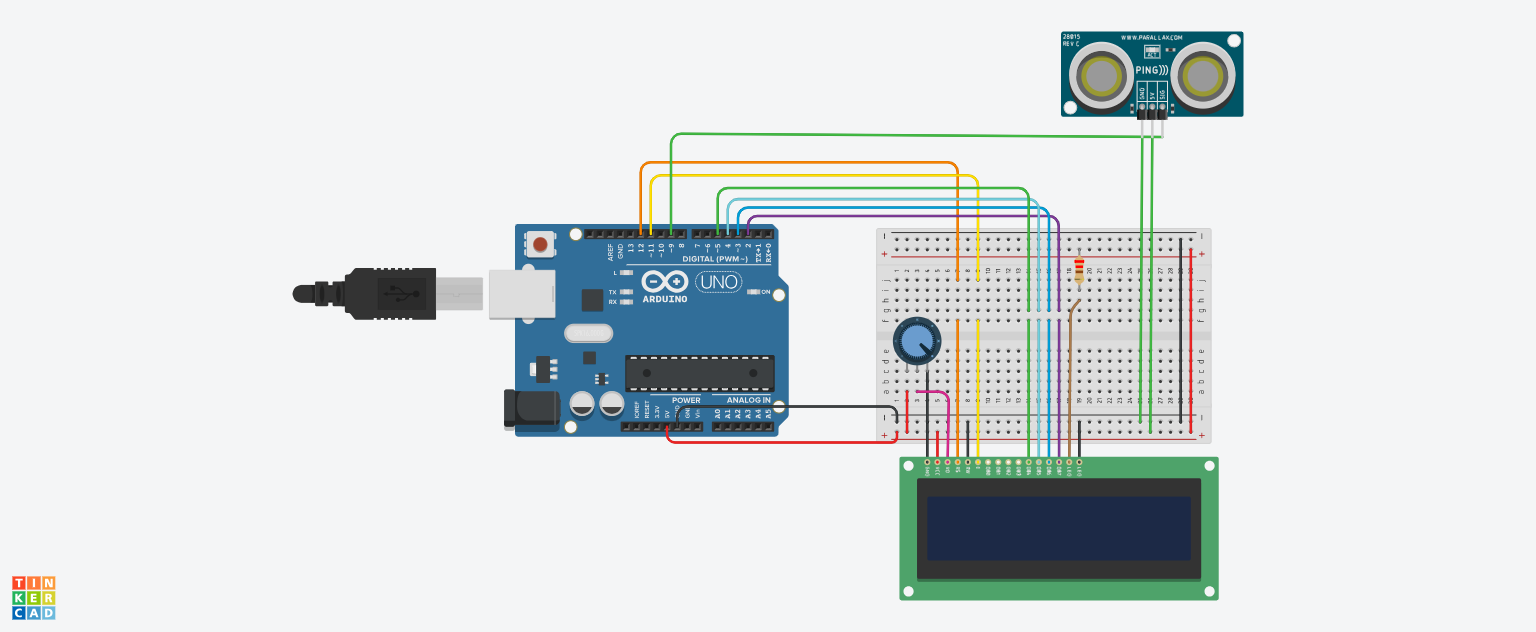 28015
REV C
WWW.PARALLAX.COM
PING)))
GND
5V
SIG
AREF
GND
13
12
~11
~10
~9
8
7
~6
~5
4
~3
2
TX→1
RX←0
DIGITAL (PWM~)
L
TX
RX
UNO
ON
ARDUINO
POWER
ANALOG IN
IOREF
RESET
3.3V
5V
GND
GND
Vin
A0
A1
A2
A3
A4
A5
TIN
KER
CAD